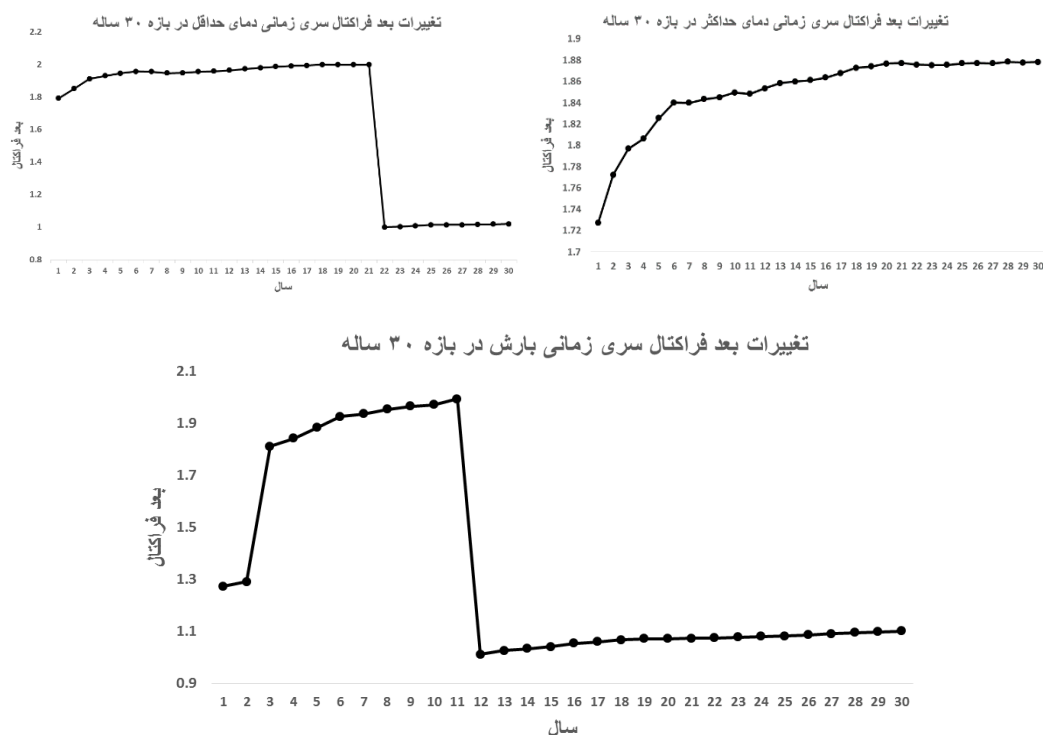 تغییرات بعد فراکتال سری زمانی دمای حداقل در بازه ۳۰ ساله
2.2
2
1.8
1.6
1.4
1.2
1
0.8
بعد فراکتال
1 2 3 4 5 6 7 8 9 10 11 12 13 14 15 16 17 18 19 20 21 22 23 24 25 26 27 28 29 30
سال
تغییرات بعد فراکتال سری زمانی دمای حداکثر در بازه ۳۰ ساله
1.9
1.88
1.86
1.84
1.82
1.8
1.78
1.76
1.74
1.72
1.7
بعد فراکتال
1 2 3 4 5 6 7 8 9 10 11 12 13 14 15 16 17 18 19 20 21 22 23 24 25 26 27 28 29 30
سال
تغییرات بعد فراکتال سری زمانی بارش در بازه ۳۰ ساله
2.1
1.9
1.7
1.5
1.3
1.1
0.9
بعد فراکتال
1 2 3 4 5 6 7 8 9 10 11 12 13 14 15 16 17 18 19 20 21 22 23 24 25 26 27 28 29 30
سال